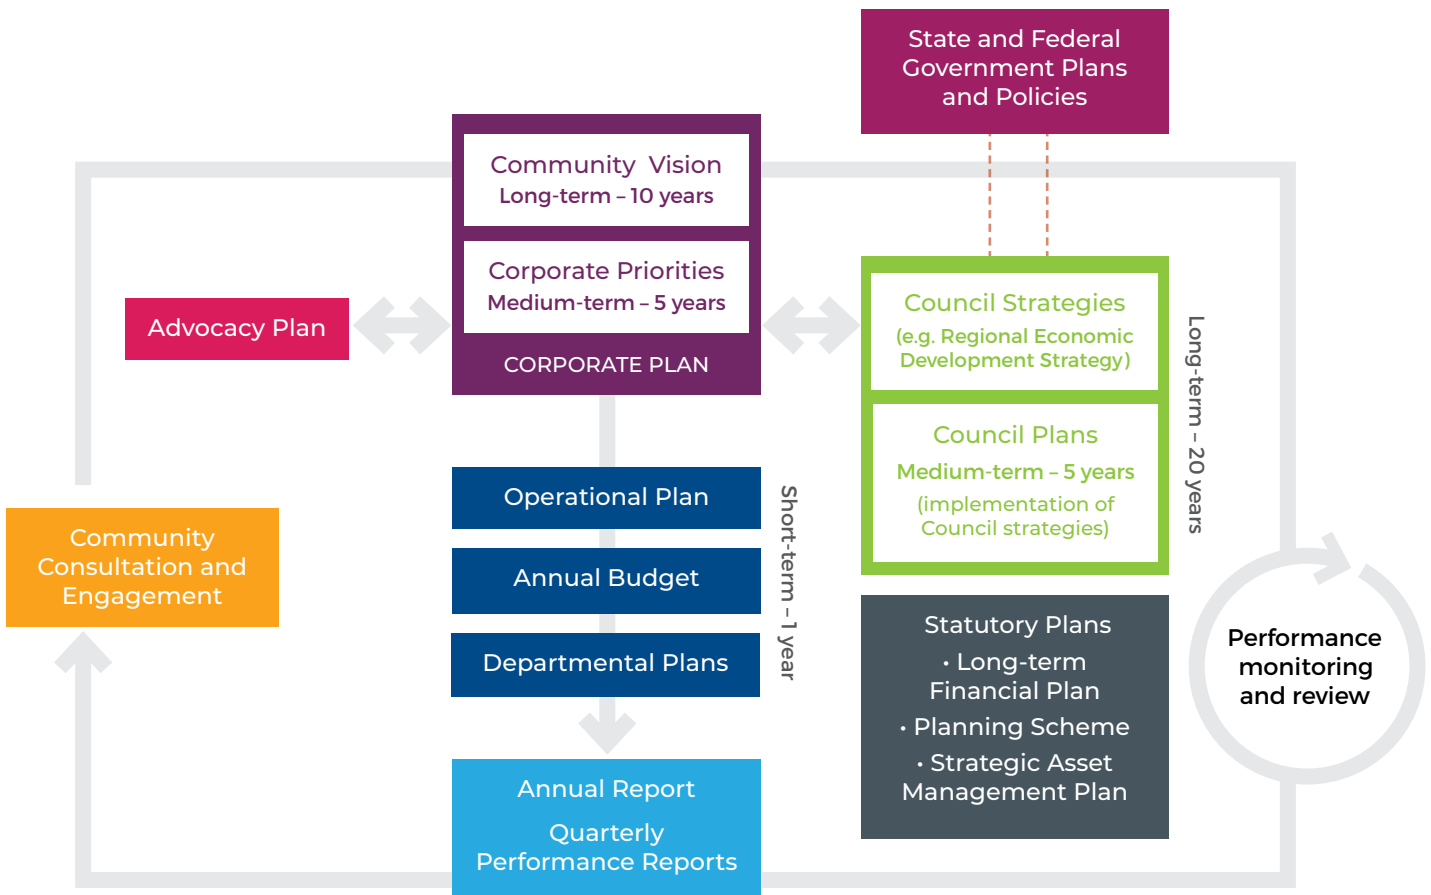 State and Federal
Government Plans
and Policies
Community Vision
Long-term – 10 years
Corporate Priorities
Medium-term – 5 years
CORPORATE PLAN
Advocacy Plan
Council Strategies
(e.g. Regional Economic
Development Strategy)
Council Plans
Medium-term – 5 years
(implementation of
Council strategies)
Long-term – 20 years
Operational Plan
Annual Budget
Departmental Plans
Short-term – 1 year
Community
Consultation and
Engagement
Statutory Plans
• Long-term
Financial Plan
• Planning Scheme
• Strategic Asset
Management Plan
Performance
monitoring
and review
Annual Report
Quarterly
Performance Reports